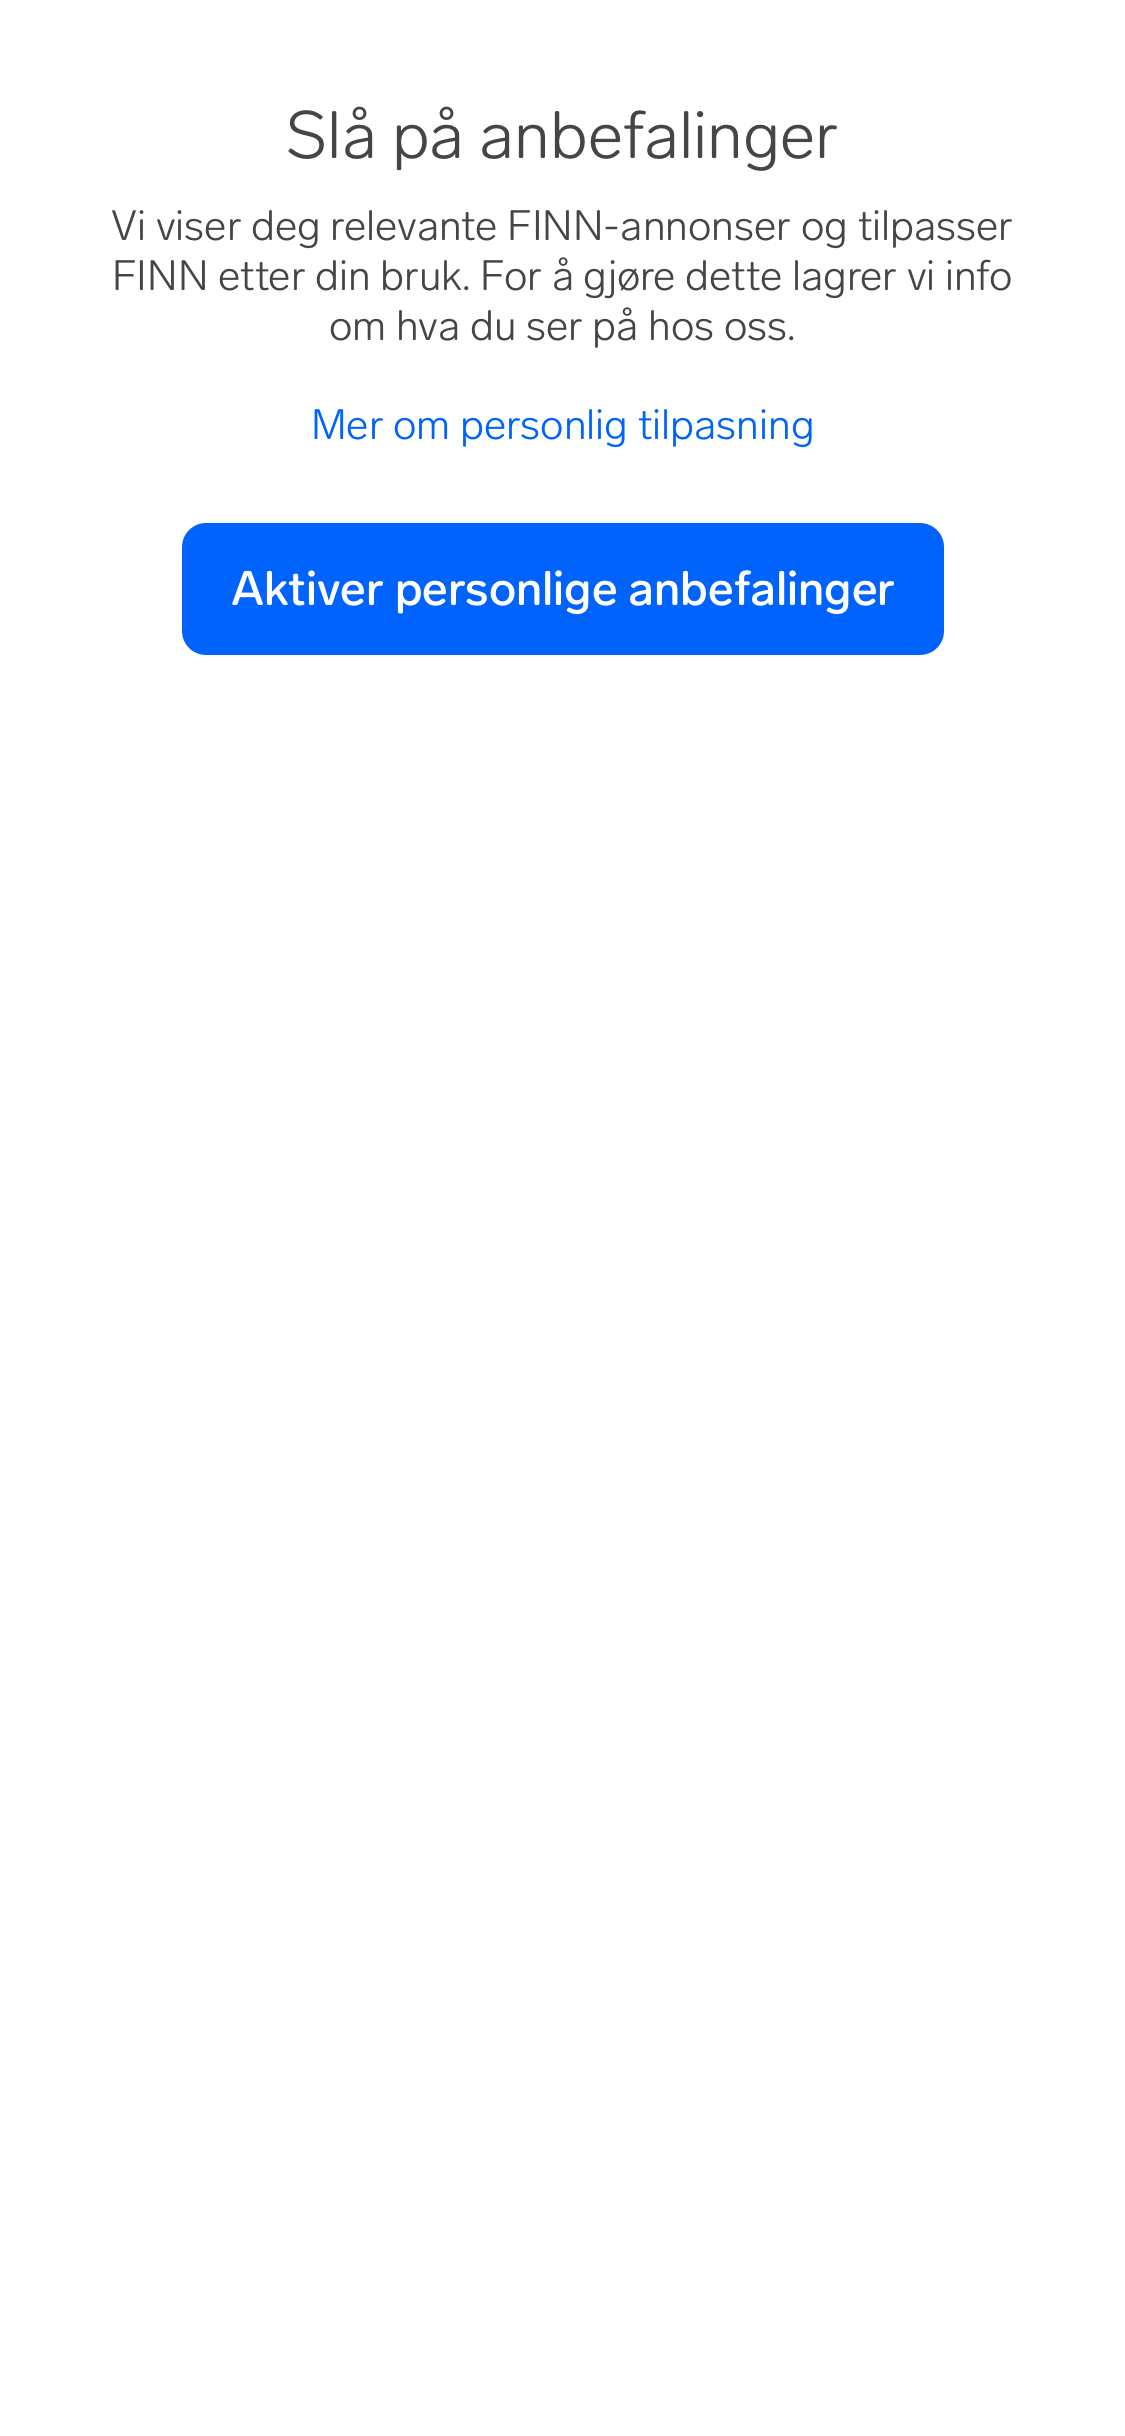 Slå på anbefalinger
Vi viser deg relevante FINN-annonser og tilpasser
FINN etter din bruk. For å gjøre dette lagrer vi info
om hva du ser på hos oss.
Mer om personlig tilpasning
Aktiver personlige anbefalinger